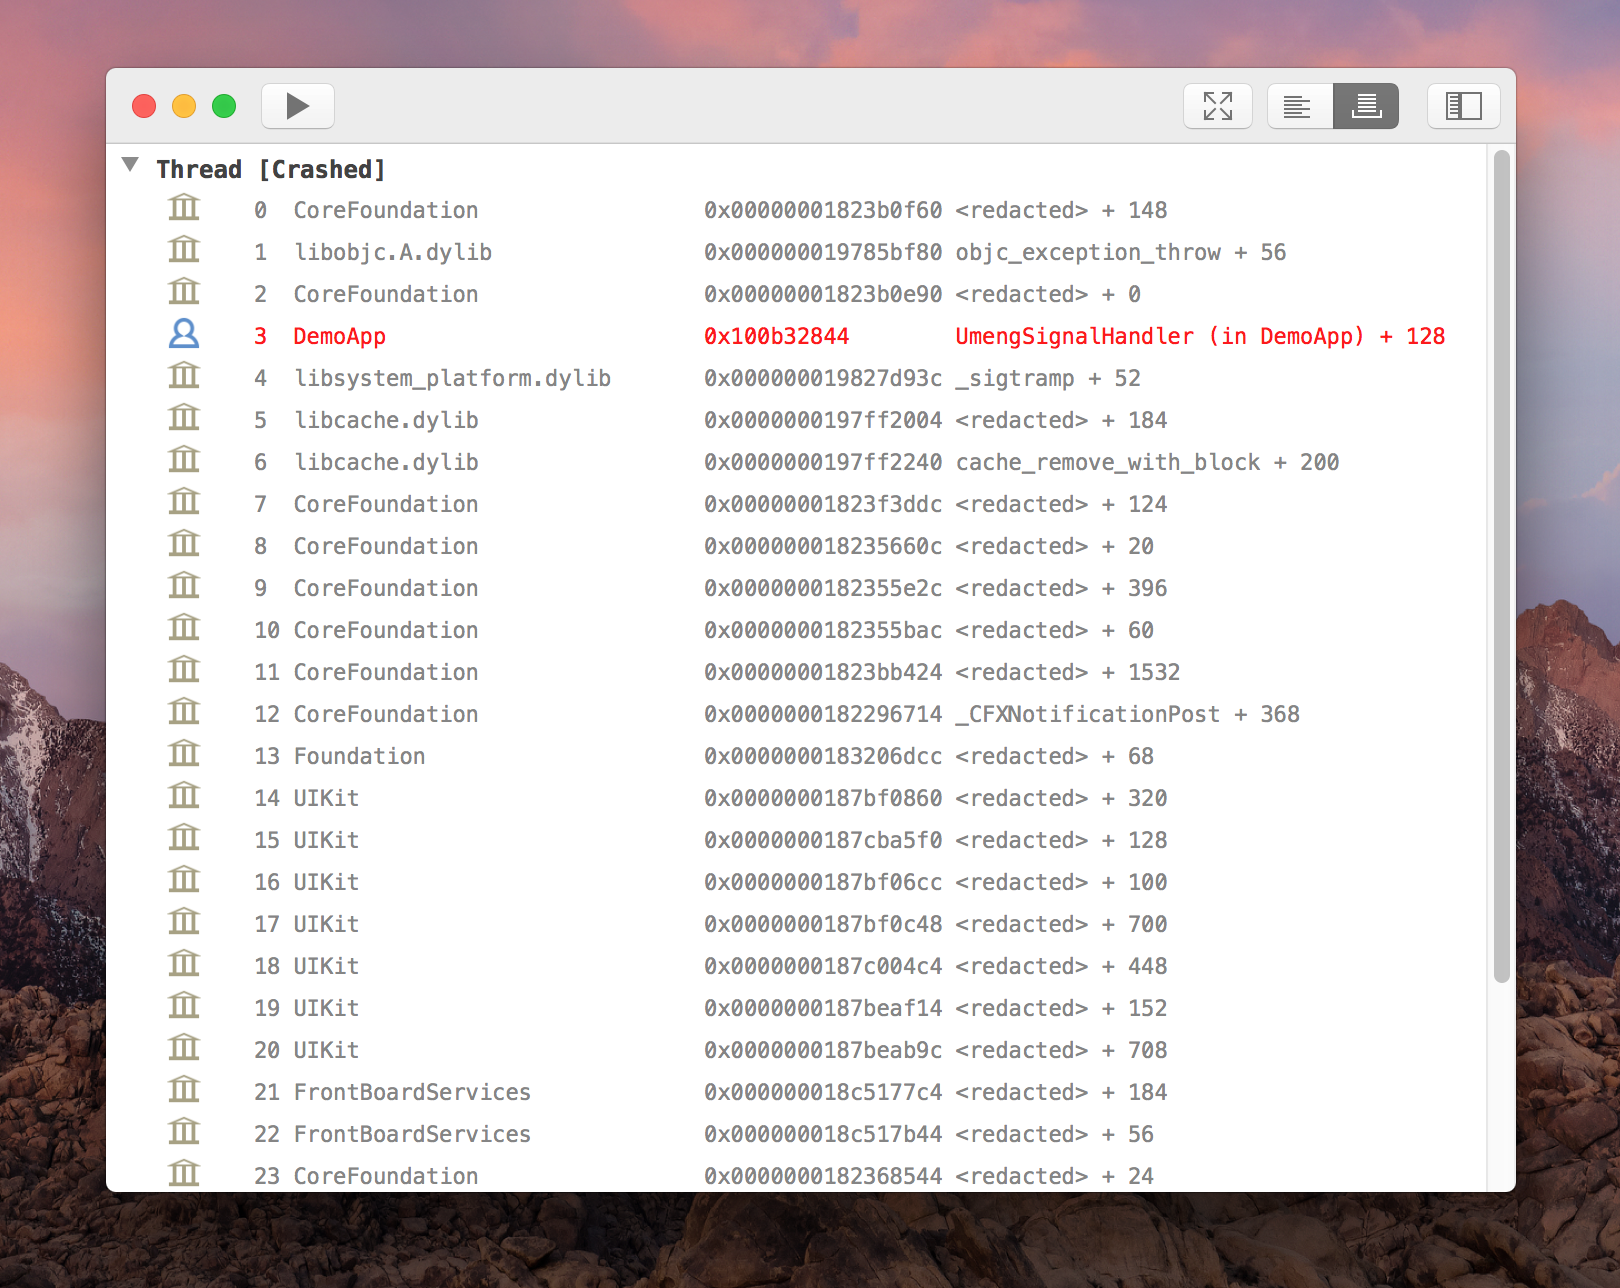 Thread [Crashed]
0 CoreFoundation 0x00000001823b0f60 <redacted> + 148
1 libobjc.A.dylib 0x000000019785bf80 objc_exception_throw + 56
2 CoreFoundation 0x00000001823b0e90 <redacted> + 0
3 DemoApp 0x100b32844 UmengSignalHandler (in DemoApp) + 128
4 libsystem_platform.dylib 0x000000019827d93c _sigtramp + 52
5 libcache.dylib 0x0000000197ff2004 <redacted> + 184
6 libcache.dylib 0x0000000197ff2240 cache_remove_with_block + 200
7 CoreFoundation 0x00000001823f3ddc <redacted> + 124
8 CoreFoundation 0x000000018235660c <redacted> + 20
9 CoreFoundation 0x0000000182355e2c <redacted> + 396
10 CoreFoundation 0x0000000182355bac <redacted> + 60
11 CoreFoundation 0x00000001823bb424 <redacted> + 1532
12 CoreFoundation 0x0000000182296714 _CFXNotificationPost + 368
13 Foundation 0x0000000183206dcc <redacted> + 68
14 UIKit 0x0000000187bf0860 <redacted> + 320
15 UIKit 0x0000000187cba5f0 <redacted> + 128
16 UIKit 0x0000000187bf06cc <redacted> + 100
17 UIKit 0x0000000187bf0c48 <redacted> + 700
18 UIKit 0x0000000187c004c4 <redacted> + 448
19 UIKit 0x0000000187beaf14 <redacted> + 152
20 UIKit 0x0000000187beab9c <redacted> + 708
21 FrontBoardServices 0x000000018c5177c4 <redacted> + 184
22 FrontBoardServices 0x000000018c517b44 <redacted> + 56
23 CoreFoundation 0x0000000182368544 <redacted> + 24